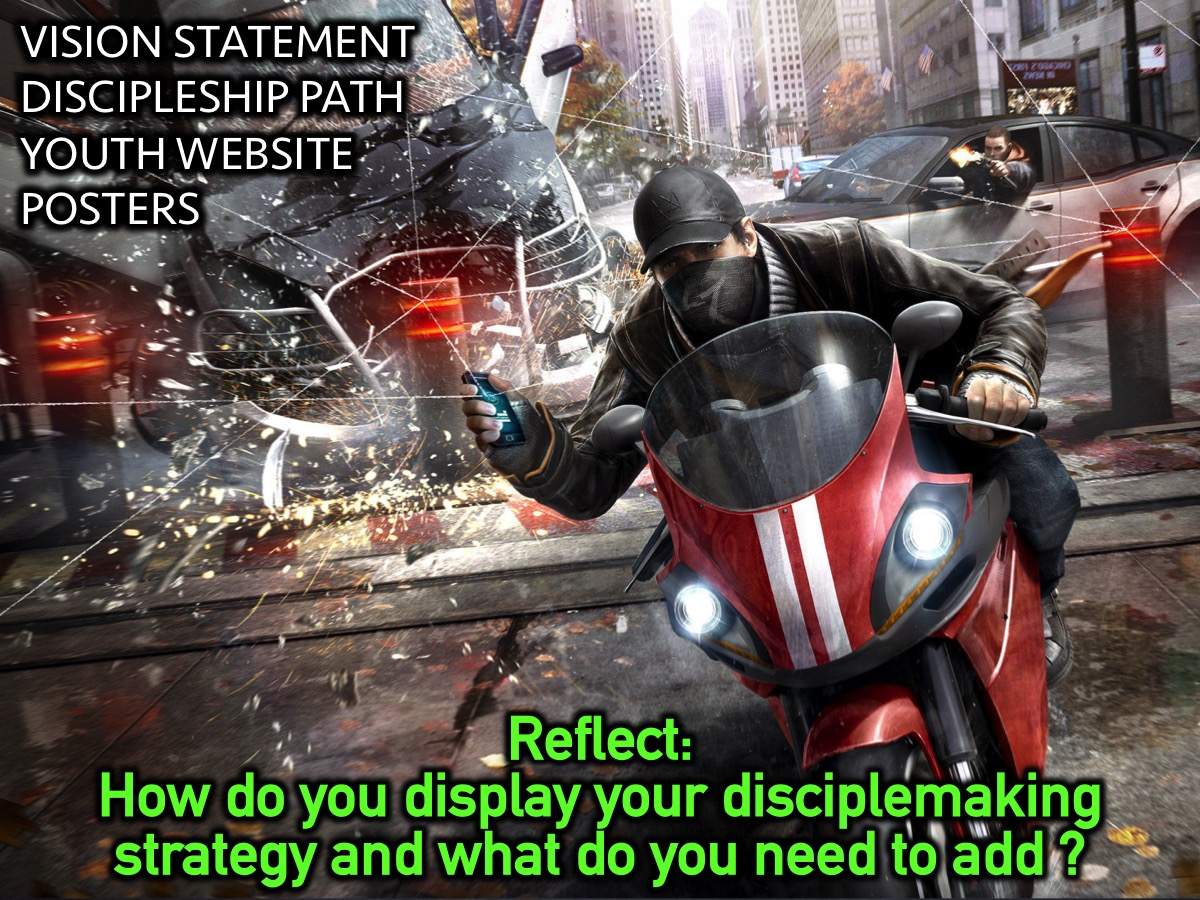 VISION STATEMENT
DISCIPLESHIP PATH
YOUTH WEBSITE
POSTERS
Reflect:
How do you display your disciplemaking
strategy and what do you need to add ?